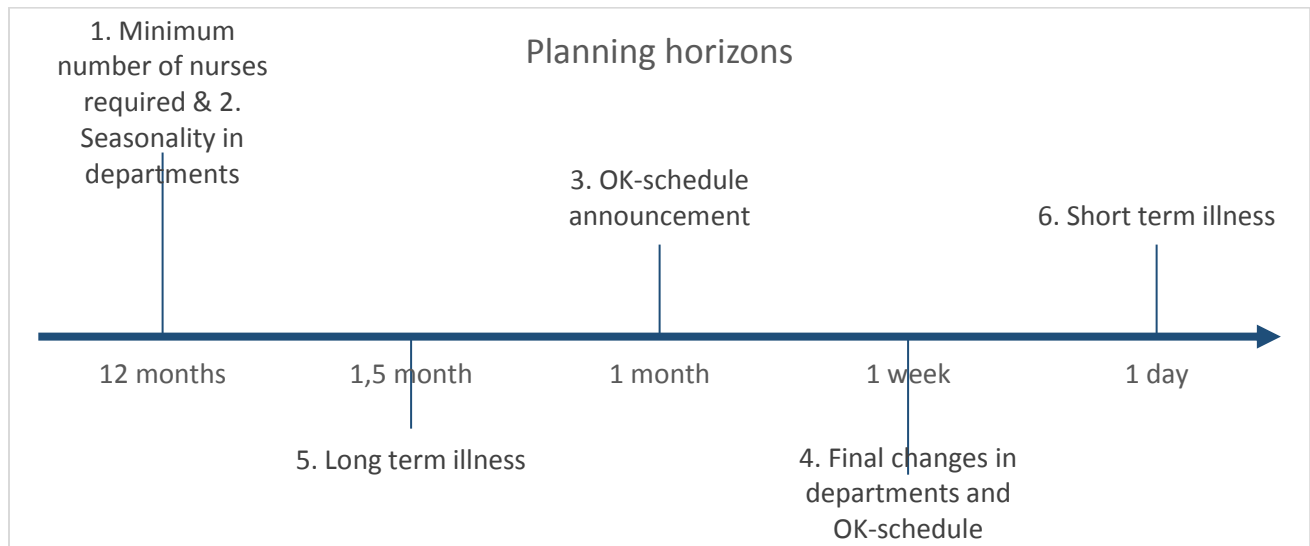 Planning horizons
1. Minimum
number of nurses
required & 2.
Seasonality in
departments
3. OK-schedule
announcement
6. Short term illness
12 months
1,5 month
1 month
1 week
1 day
5. Long term illness
4. Final changes in
departments and
OK-schedule